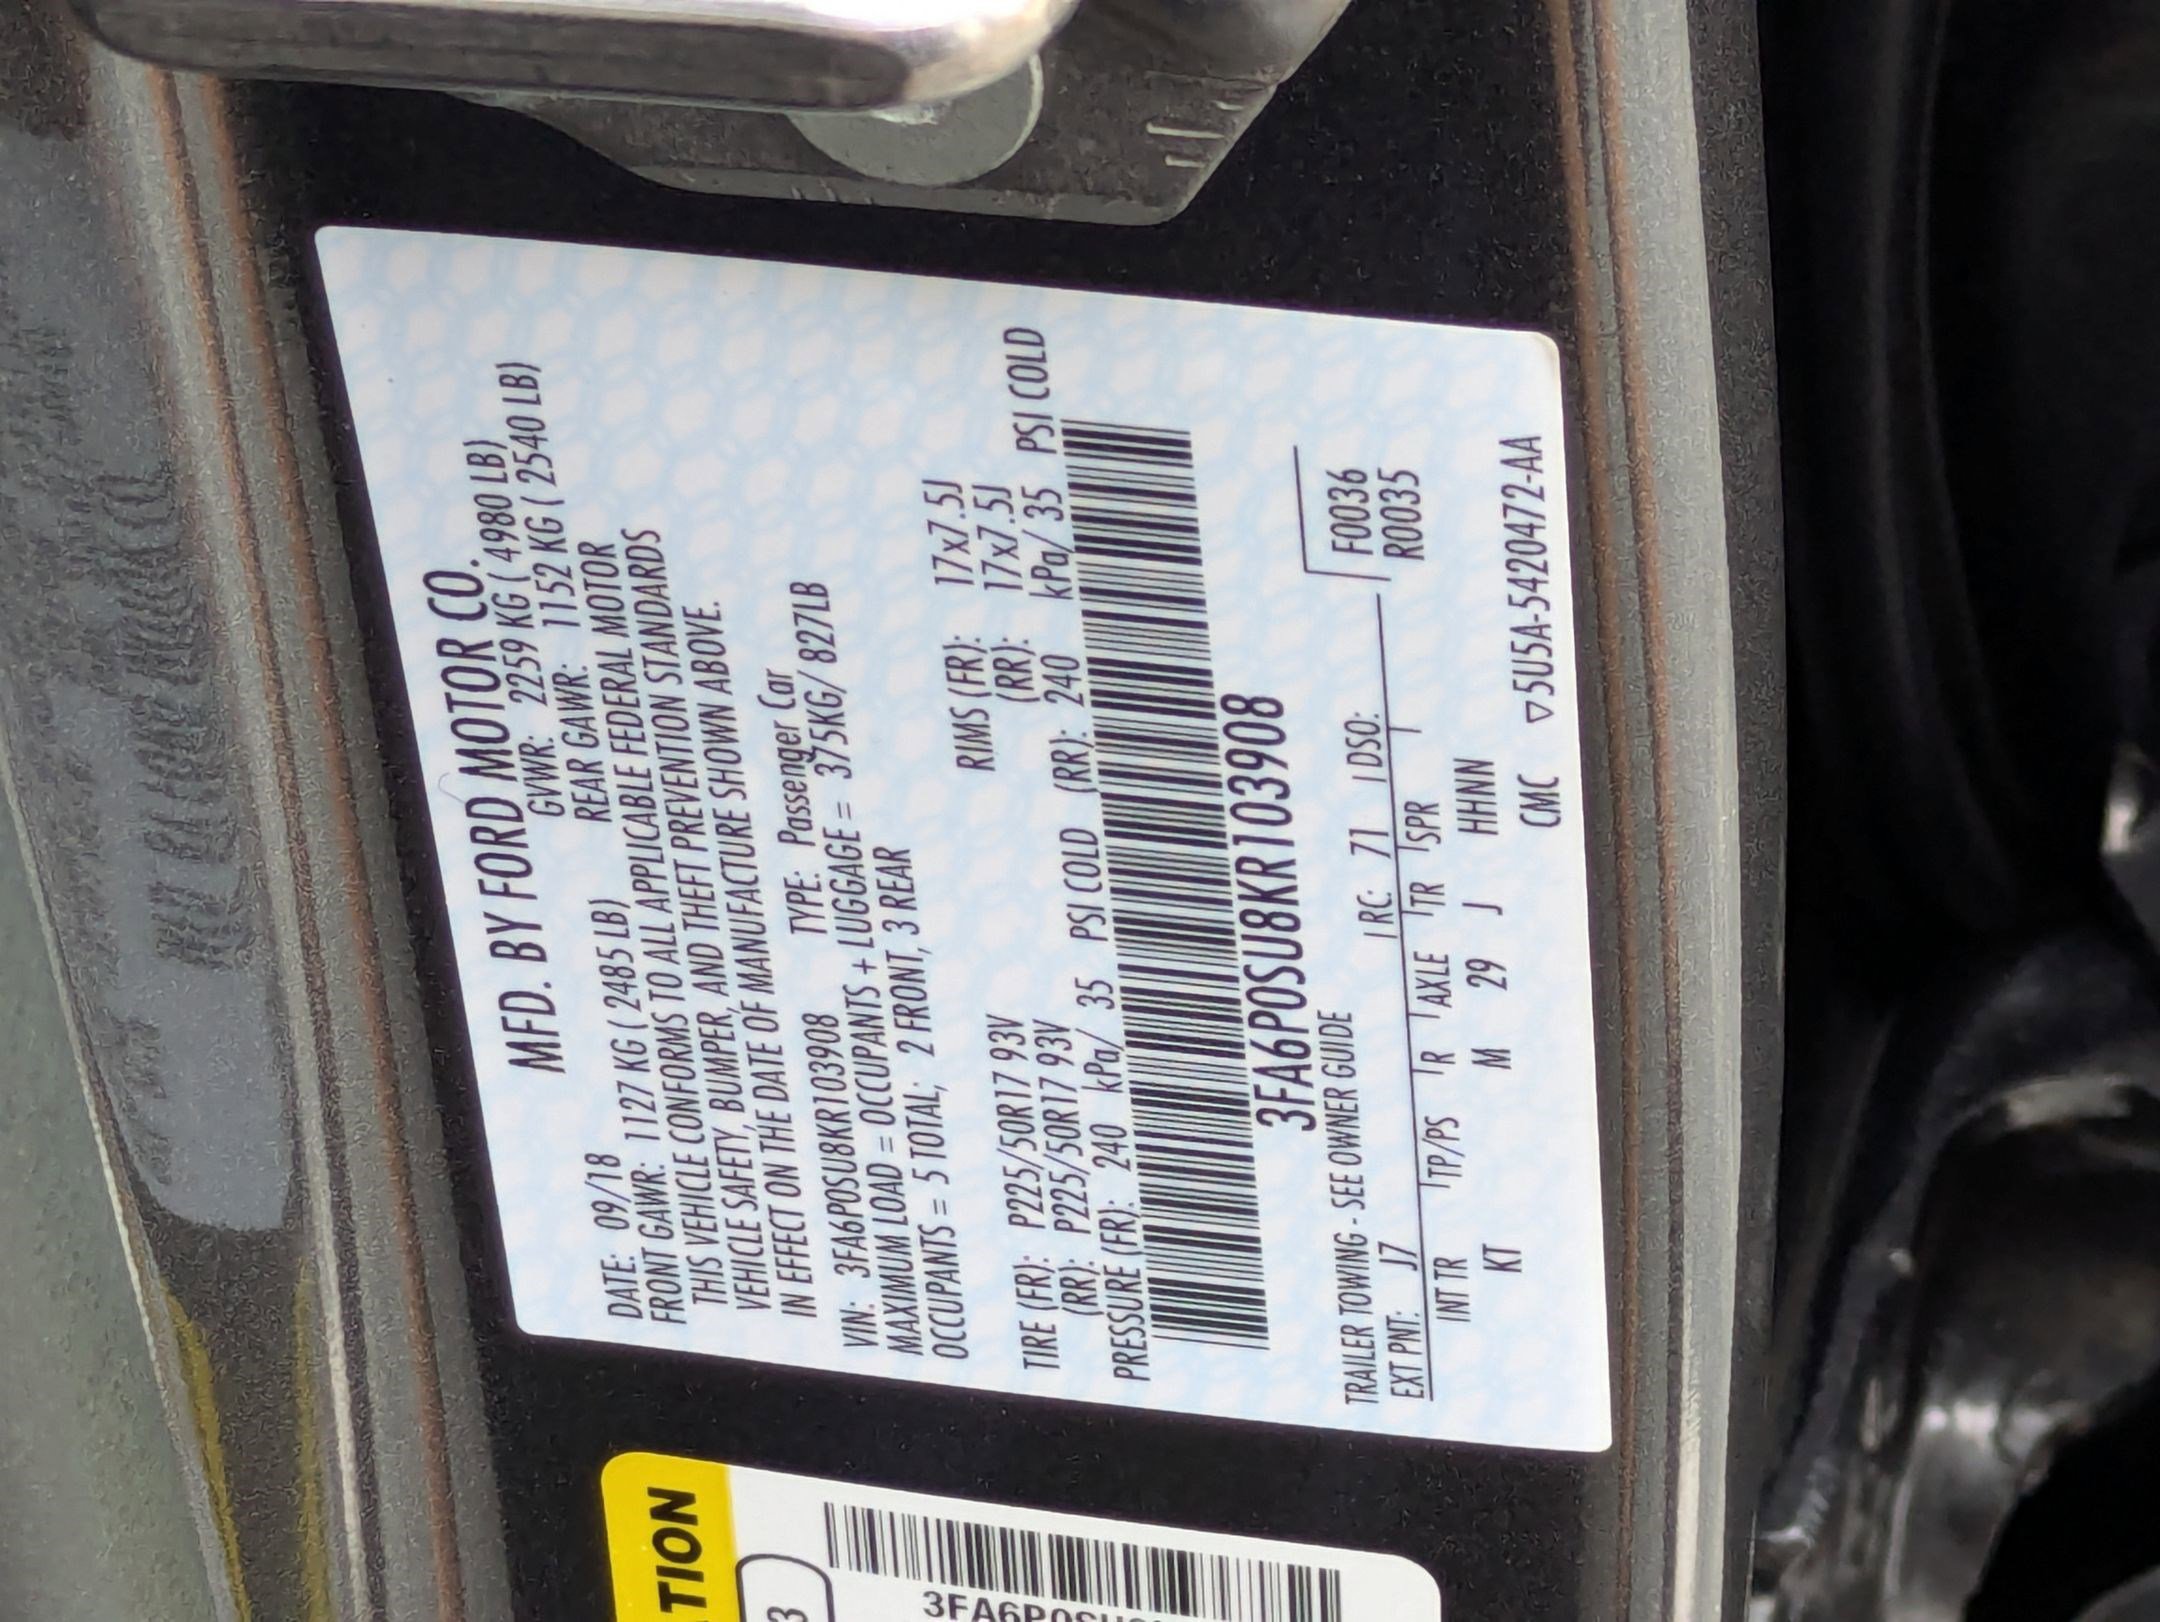 MFD. BY FORD MOTOR CO.
DATE: 09/18 GVWR: 2259 KG ( 4980 LB)
FRONT GAWR: 1127 KG ( 2485 LB) REAR GAWR: 1152 KG ( 2540 LB)
THIS VEHICLE CONFORMS TO ALL APPLICABLE FEDERAL MOTOR
VEHICLE SAFETY, BUMPER, AND THEFT PREVENTION STANDARDS
IN EFFECT ON THE DATE OF MANUFACTURE SHOWN ABOVE.
VIN: 3FA6P0SU8KR103908 TYPE: Passenger Car
MAXIMUM LOAD = OCCUPANTS + LUGGAGE = 375KG/ 827LB
OCCUPANTS = 5 TOTAL; 2 FRONT, 3 REAR
TIRE (FR): P225/50R17 93V RIMS (FR): 17x7.5J
(RR): P225/50R17 93V (RR): 17x7.5J
PRESSURE (FR): 240 kPa/ 35 PSI COLD (RR): 240 kPa/ 35 PSI COLD
3FA6P0SU8KR103908
TRAILER TOWING - SEE OWNER GUIDE
EXT PNT: J7 RC: 71 DSO:
F0036
R0035
INT TR TP/PS R AXLE TR SPR
KT M 29 J HHNN
CMC ▽5U5A-5420472-AA